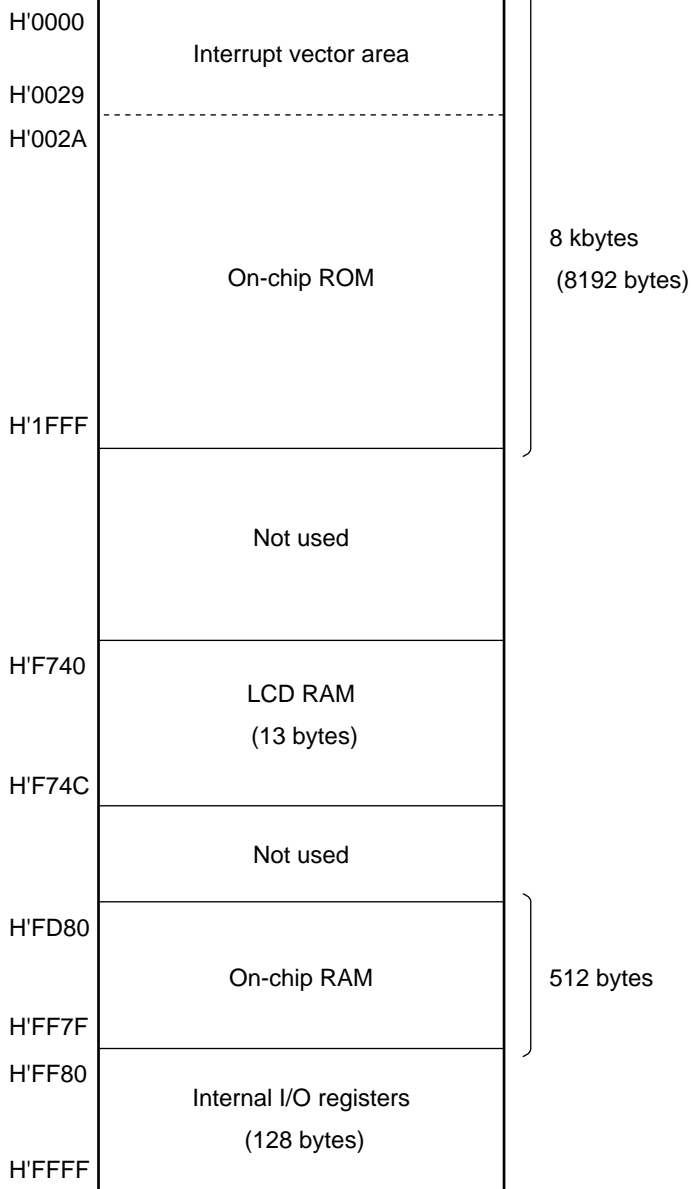 H'0000
Interrupt vector area
H'0029
H'002A
8 kbytes
(8192 bytes)
On-chip ROM
H'1FFF
Not used
H'F740
LCD RAM
(13 bytes)
H'F74C
Not used
H'FD80
On-chip RAM
512 bytes
H'FF7F
H'FF80
Internal I/O registers
(128 bytes)
H'FFFF